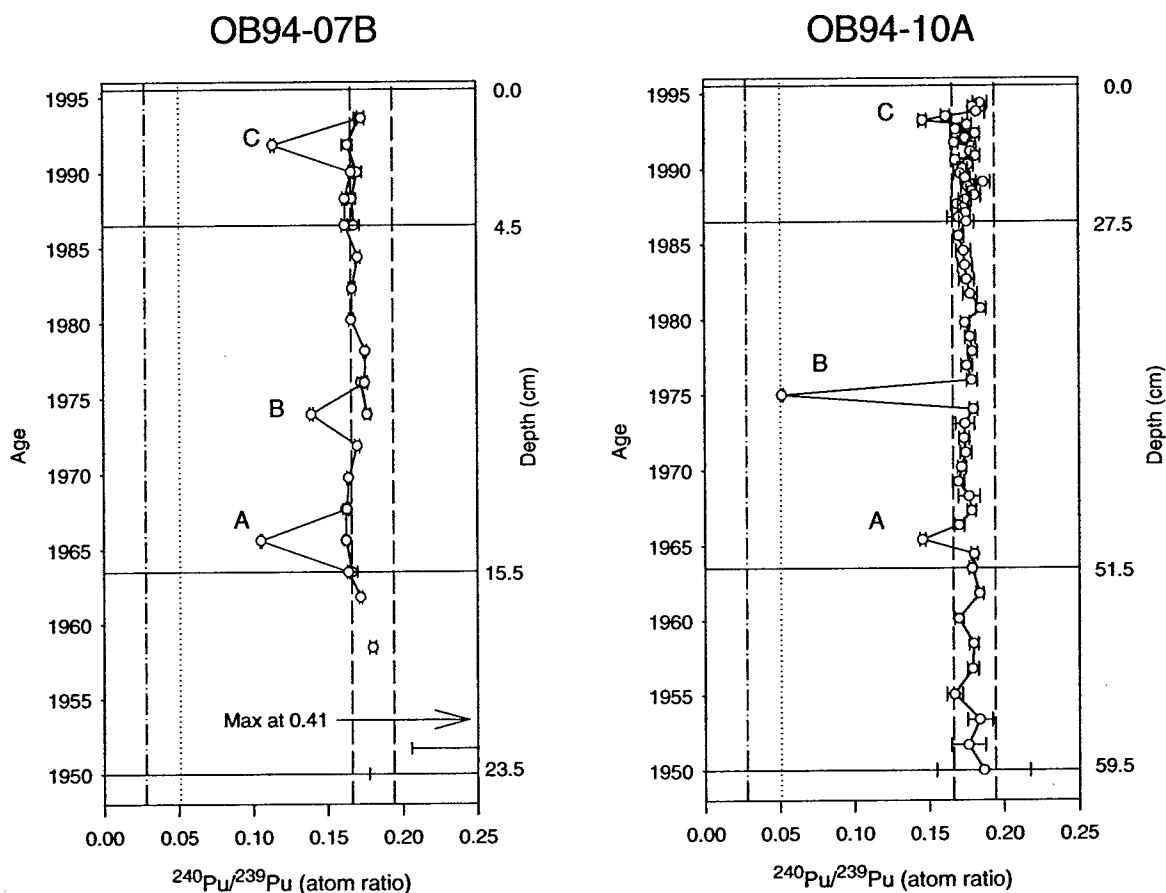 OB94-07B
OB94-10A
1995
1990
1985
1980
1975
1970
1965
1960
1955
1950
Age
C
B
A
Max at 0.41
0.0
4.5
15.5
23.5
Depth (cm)
0.00 0.05 0.10 0.15 0.20 0.25
²⁴⁰Pu/²³⁹Pu (atom ratio)
1995
1990
1985
1980
1975
1970
1965
1960
1955
1950
Age
C
B
A
0.0
27.5
51.5
59.5
Depth (cm)
0.00 0.05 0.10 0.15 0.20 0.25
²⁴⁰Pu/²³⁹Pu (atom ratio)